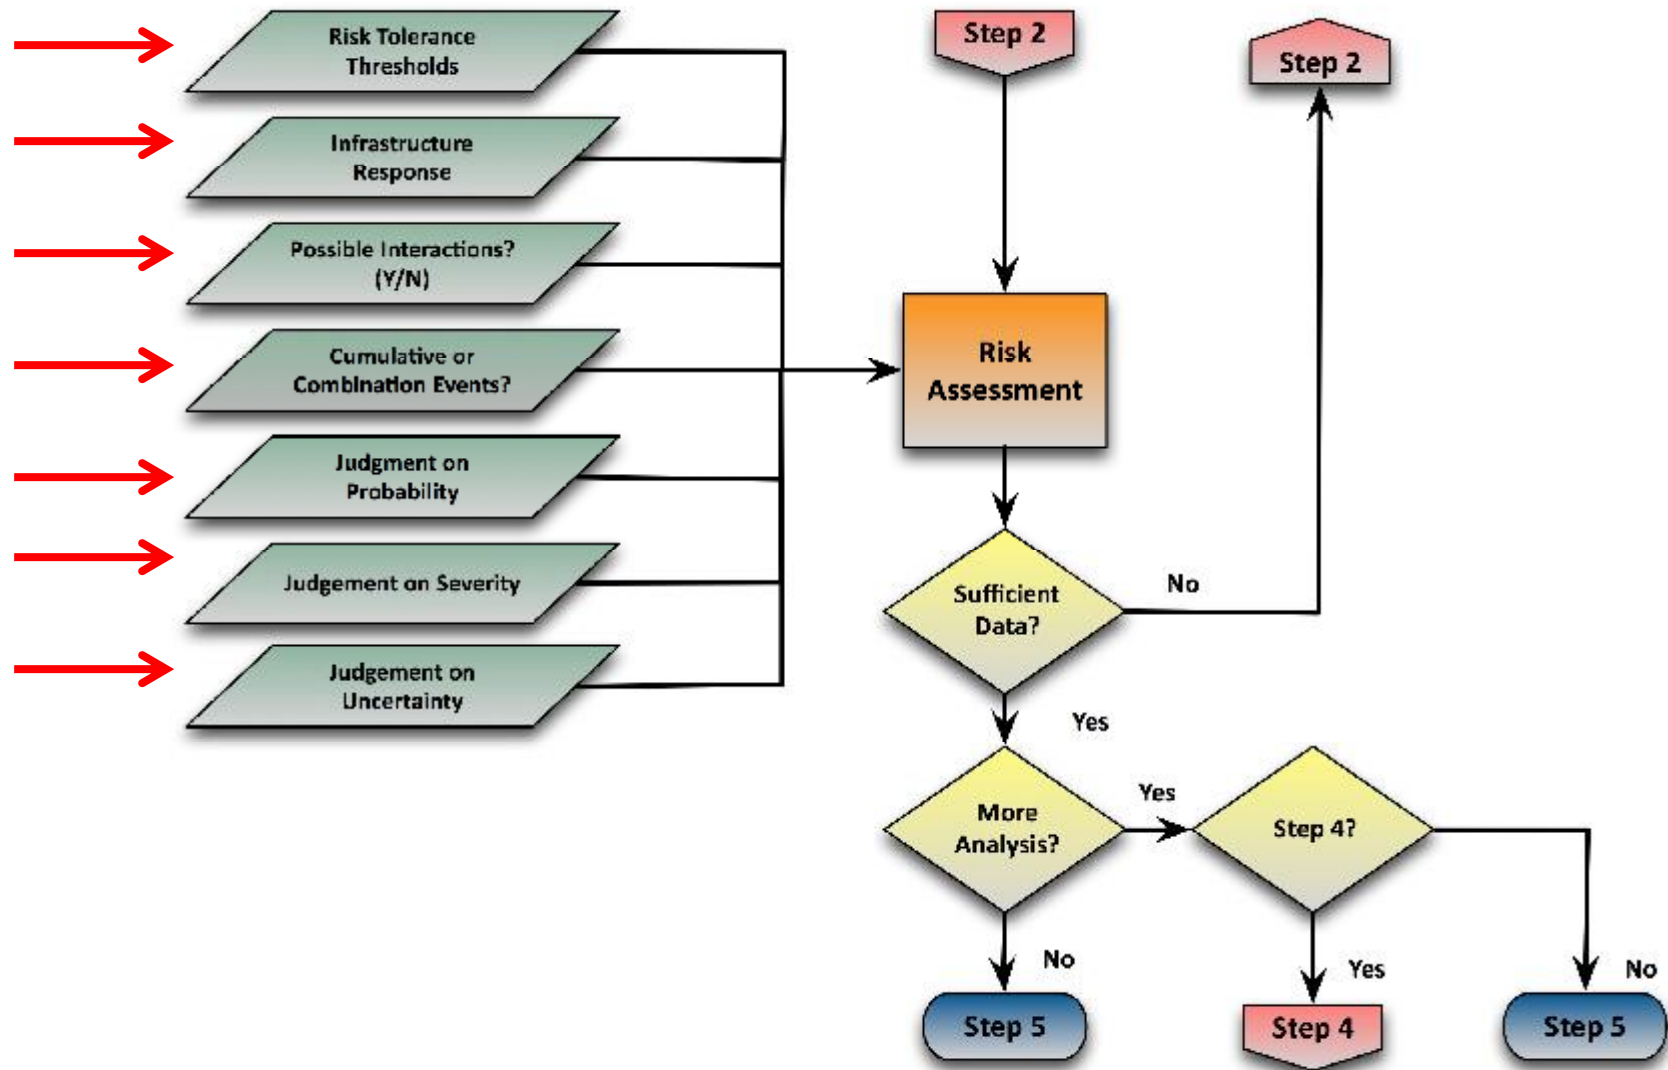 Risk Tolerance
Thresholds
Infrastructure
Response
Possible Interactions?
(Y/N)
Cumulative or
Combination Events?
Judgment on
Probability
Judgement on Severity
Judgement on
Uncertainty
Step 2
Step 2
Risk
Assessment
Sufficient
Data?
No
Yes
More
Analysis?
Yes
Step 4?
No
Yes
No
Step 5
Step 4
Step 5